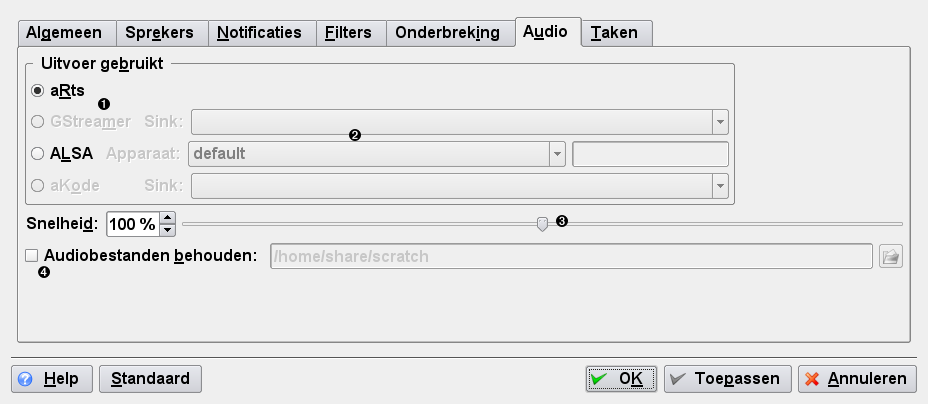 Algemeen Sprekers Notificaties Filters Onderbreking Audio Taken
Uitvoer gebruikt
aRts
❶
GStreamer Sink:
❷
ALSA Apparaat: default
aKode Sink:
Snelheid: 100 % ❸
Audiobestanden behouden: /home/share/scratch
❹
Help Standaard OK Toepassen Annuleren